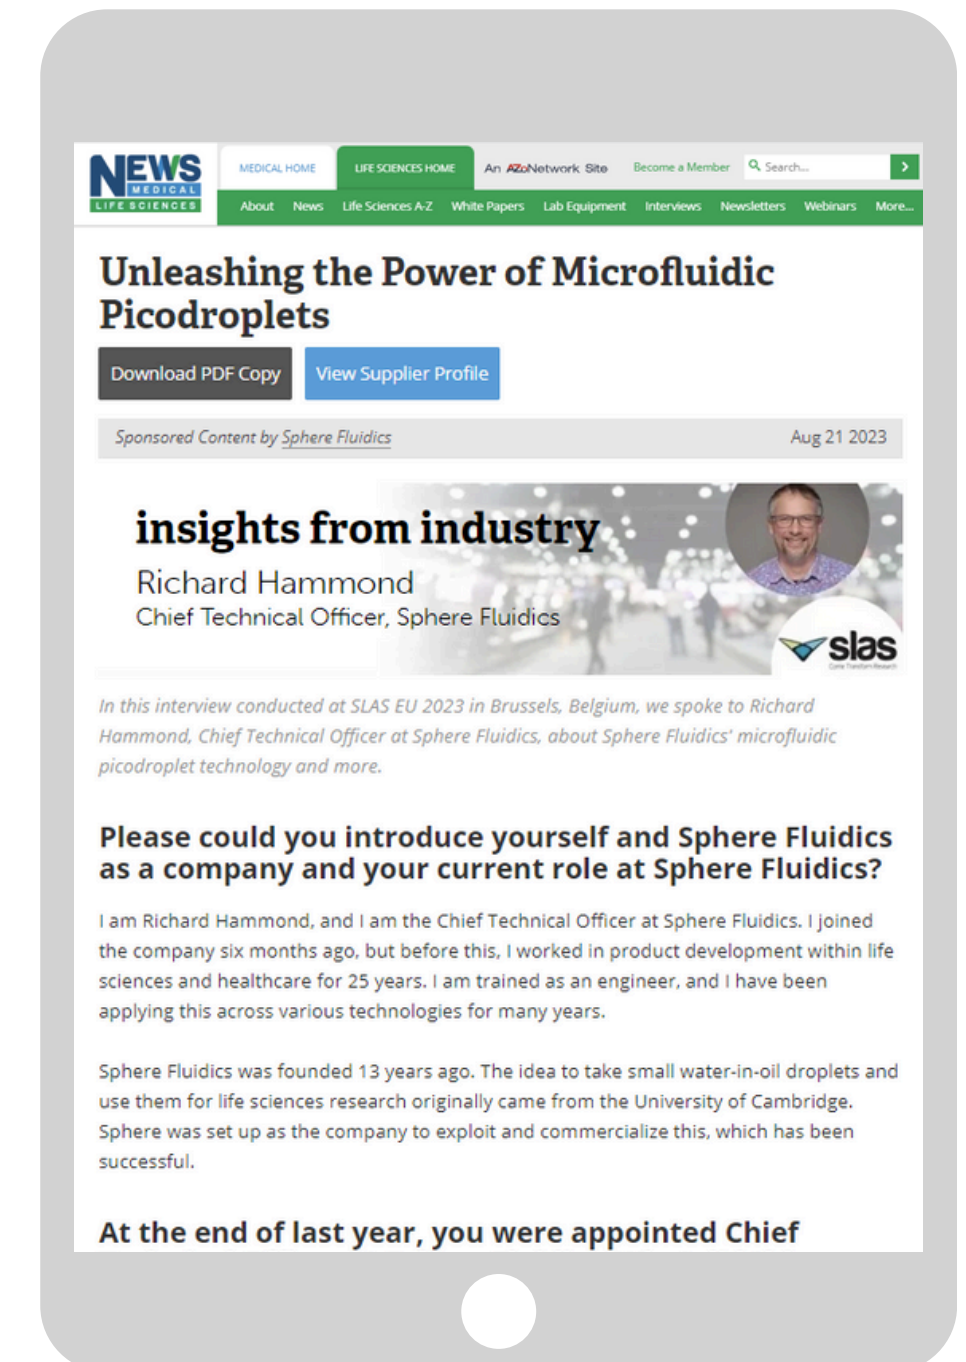 NEWS
MEDICAL
LIFE SCIENCES
MEDICAL HOME
LIFE SCIENCES HOME
An AZoNetwork Site
Become a Member
Search...
About News Life Sciences A-Z White Papers Lab Equipment Interviews Newsletters Webinars More...
Unleashing the Power of Microfluidic
Picodroplets
Download PDF Copy
View Supplier Profile
Sponsored Content by Sphere Fluidics
Aug 21 2023
insights from industry
Richard Hammond
Chief Technical Officer, Sphere Fluidics
slas
Come Transform Research
In this interview conducted at SLAS EU 2023 in Brussels, Belgium, we spoke to Richard
Hammond, Chief Technical Officer at Sphere Fluidics, about Sphere Fluidics' microfluidic
picodroplet technology and more.
Please could you introduce yourself and Sphere Fluidics
as a company and your current role at Sphere Fluidics?
I am Richard Hammond, and I am the Chief Technical Officer at Sphere Fluidics. I joined
the company six months ago, but before this, I worked in product development within life
sciences and healthcare for 25 years. I am trained as an engineer, and I have been
applying this across various technologies for many years.
Sphere Fluidics was founded 13 years ago. The idea to take small water-in-oil droplets and
use them for life sciences research originally came from the University of Cambridge.
Sphere was set up as the company to exploit and commercialize this, which has been
successful.
At the end of last year, you were appointed Chief